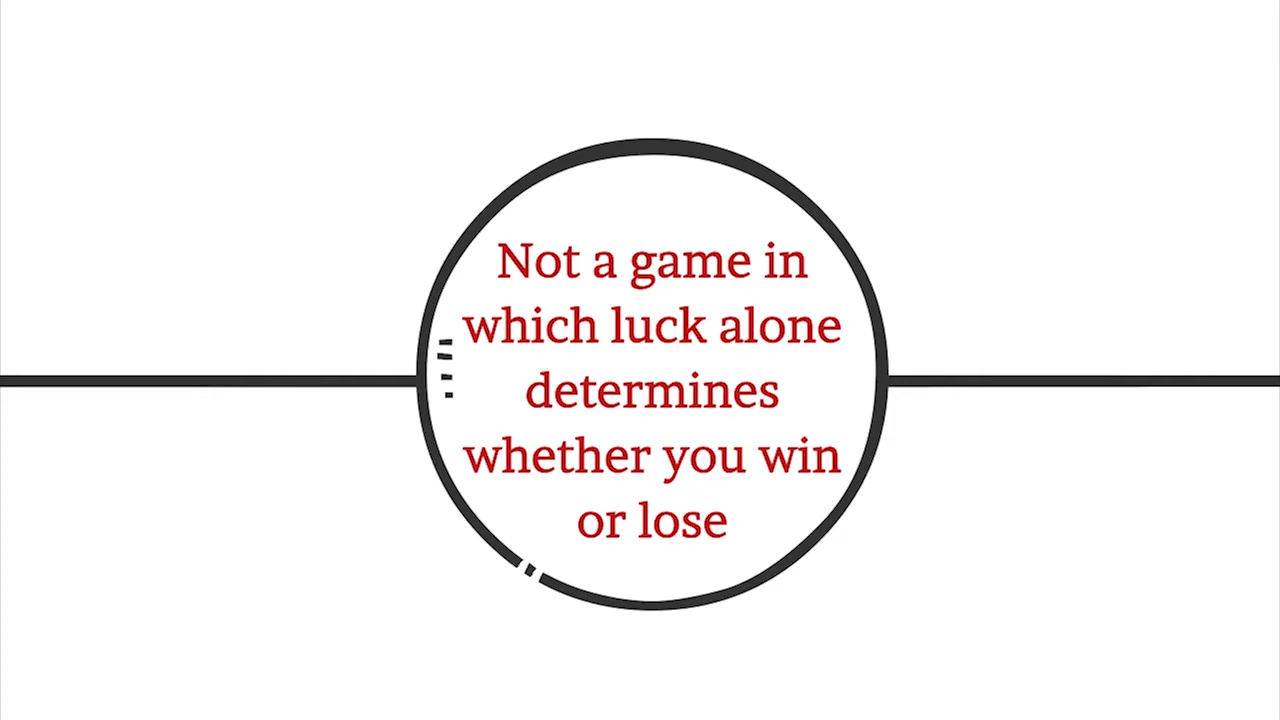 Not a game in
which luck alone
determines
whether you win
or lose